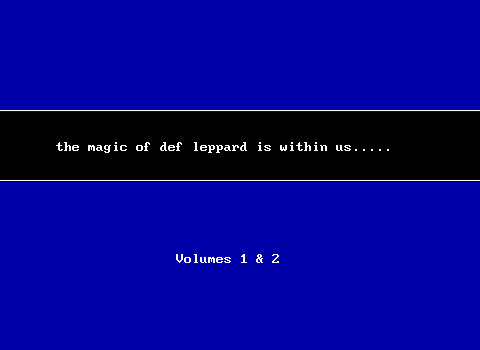 the magic of def leppard is within us.....
Volumes 1 & 2